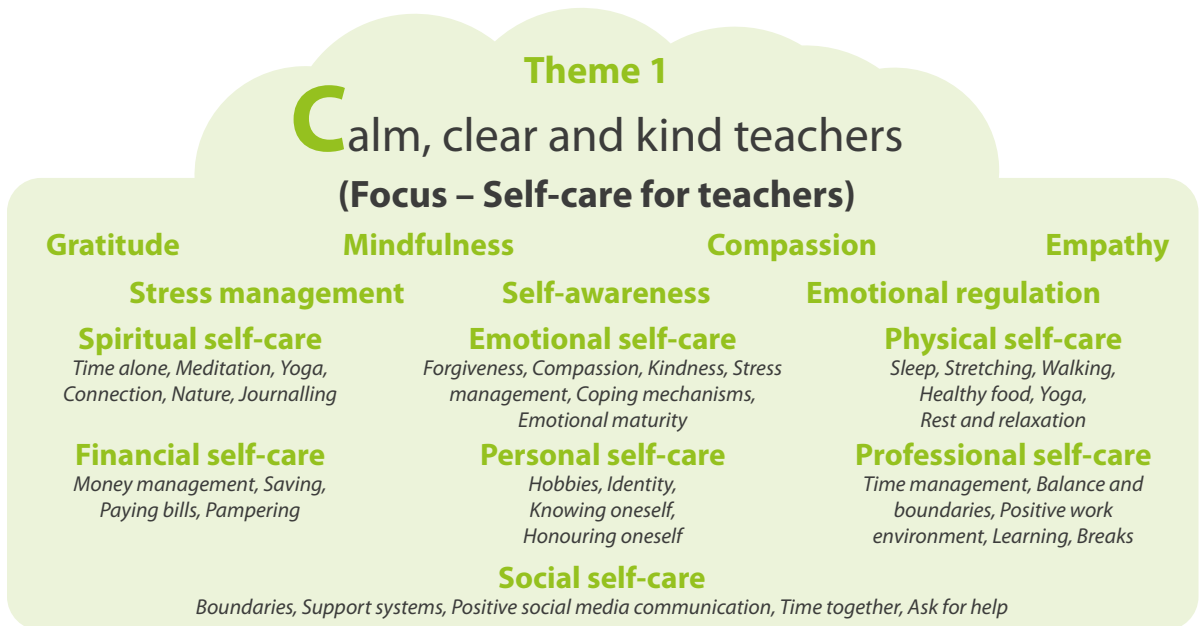 Theme 1
Calm, clear and kind teachers
(Focus – Self-care for teachers)
Gratitude Mindfulness Compassion Empathy
Stress management Self-awareness Emotional regulation
Spiritual self-care
Time alone, Meditation, Yoga,
Connection, Nature, Journalling
Emotional self-care
Forgiveness, Compassion, Kindness, Stress
management, Coping mechanisms,
Emotional maturity
Physical self-care
Sleep, Stretching, Walking,
Healthy food, Yoga,
Rest and relaxation
Financial self-care
Money management, Saving,
Paying bills, Pampering
Personal self-care
Hobbies, Identity,
Knowing oneself,
Honouring oneself
Professional self-care
Time management, Balance and
boundaries, Positive work
environment, Learning, Breaks
Social self-care
Boundaries, Support systems, Positive social media communication, Time together, Ask for help